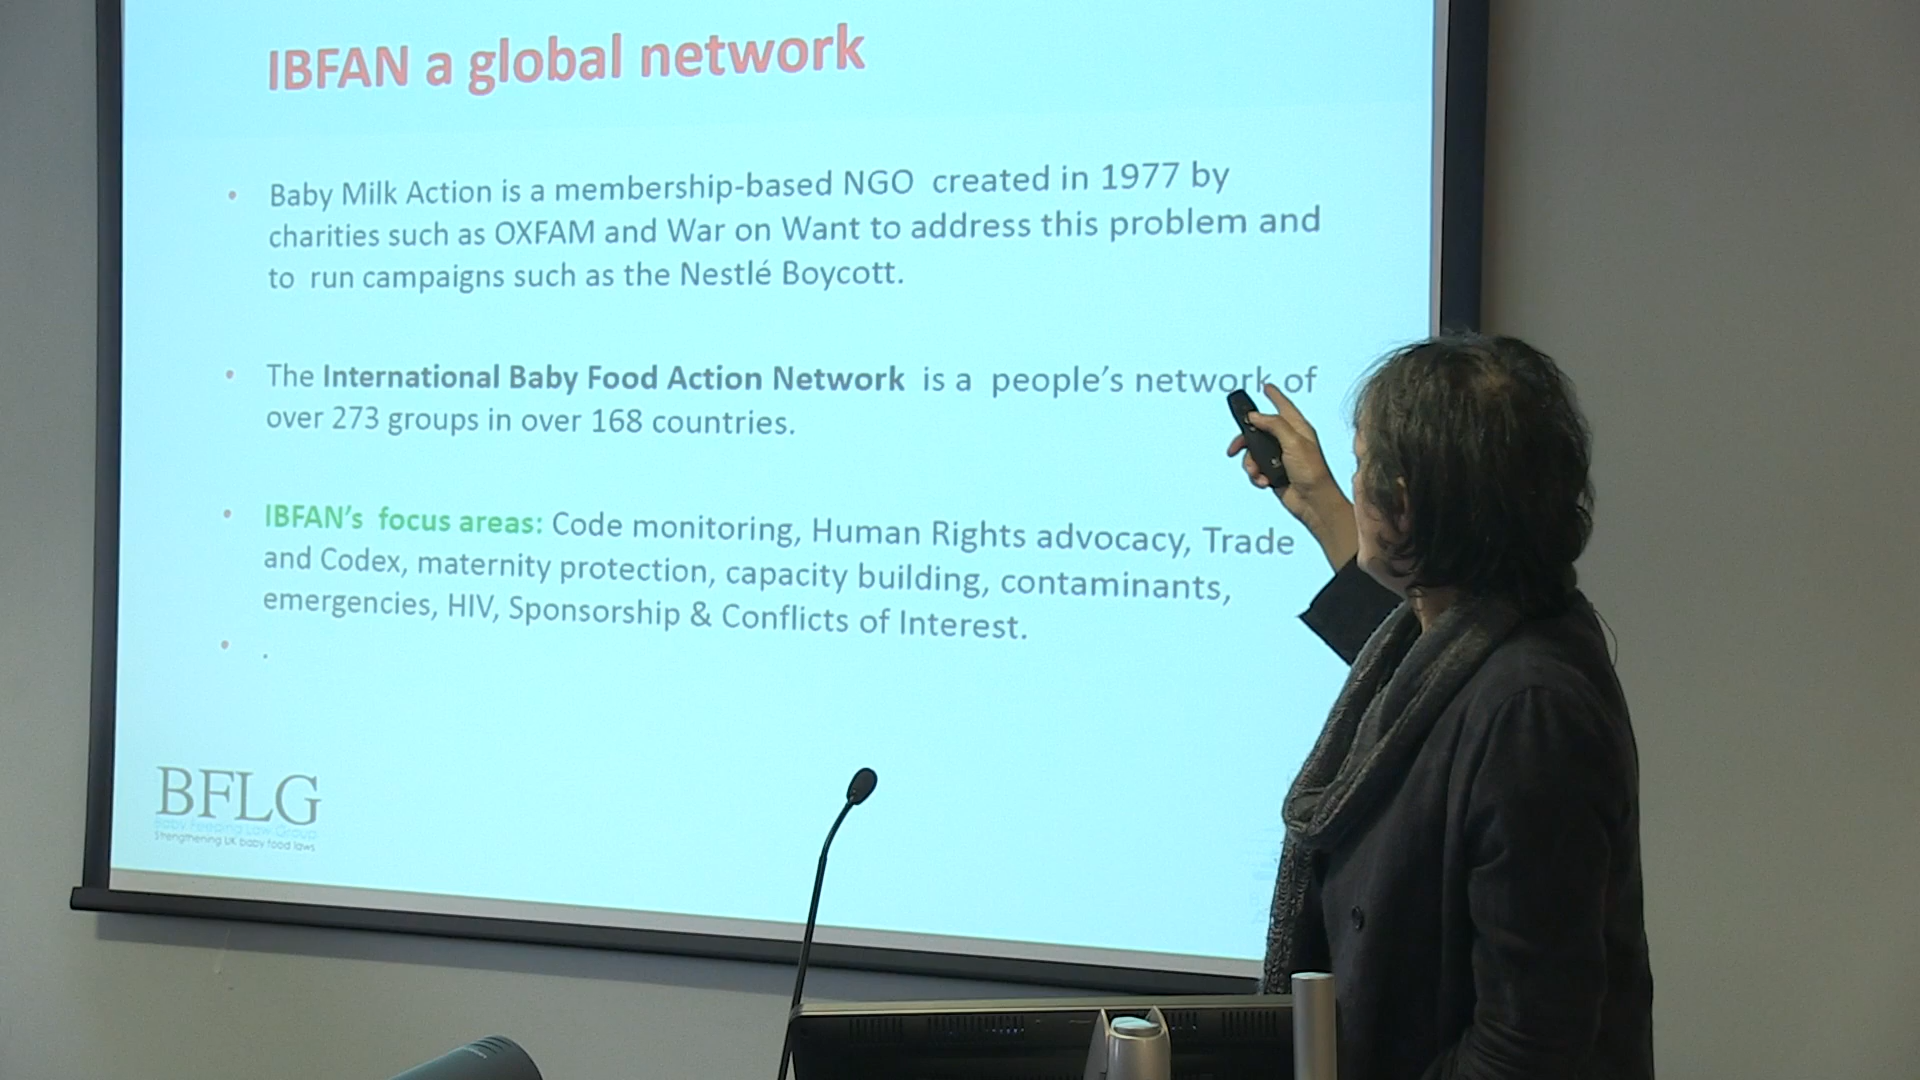 IBFAN a global network
• Baby Milk Action is a membership-based NGO created in 1977 by
charities such as OXFAM and War on Want to address this problem and
to run campaigns such as the Nestlé Boycott.
• The International Baby Food Action Network is a people's network of
over 273 groups in over 168 countries.
• IBFAN's focus areas: Code monitoring, Human Rights advocacy, Trade
and Codex, maternity protection, capacity building, contaminants,
emergencies, HIV, Sponsorship & Conflicts of Interest.
• .
BFLG
Baby Feeding Law Group
Strengthening UK baby food laws